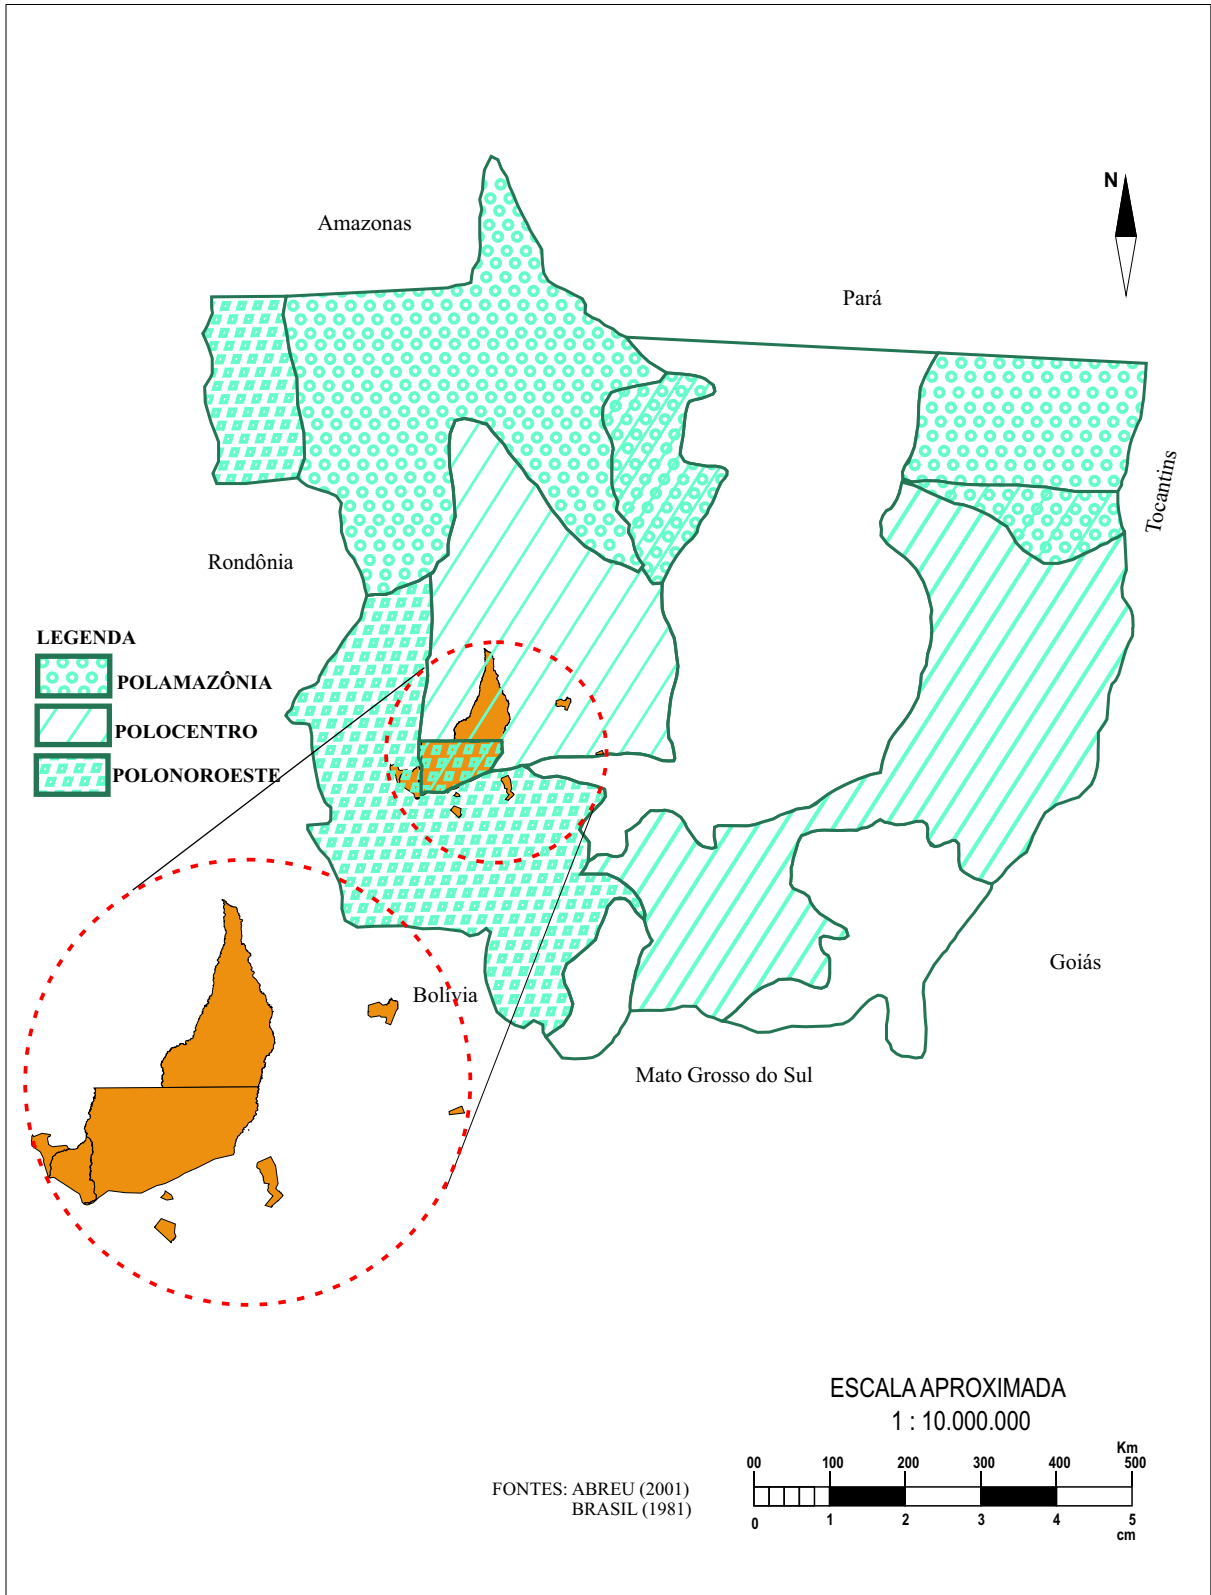 Amazonas
N
Pará
Tocantins
Rondônia
LEGENDA
POLAMAZÔNIA
POLOCENTRO
POLONOROESTE
Goiás
Bolívia
Mato Grosso do Sul
ESCALA APROXIMADA
1 : 10.000.000
Km
00 100 200 300 400 500
FONTES: ABREU (2001)
BRASIL (1981)
0 1 2 3 4 5
cm